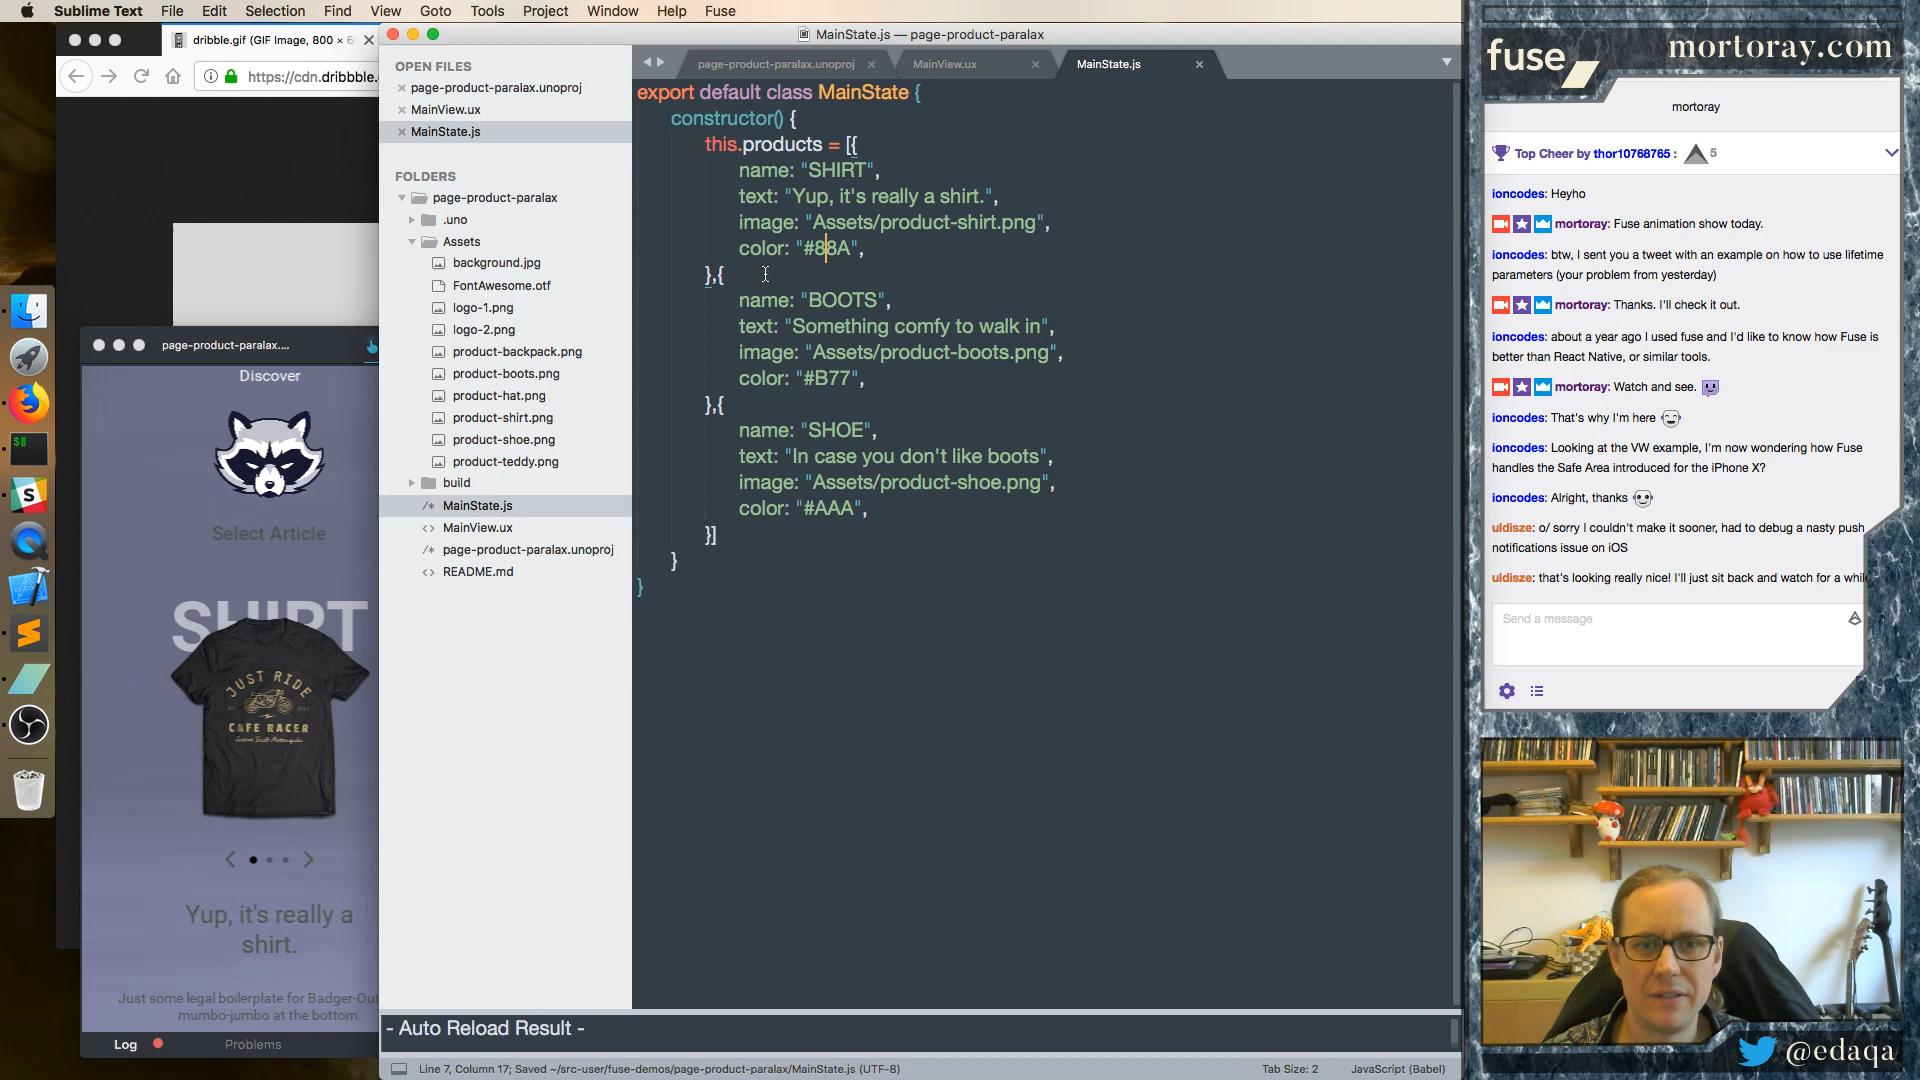 Sublime Text File Edit Selection Find View Goto Tools Project Window Help Fuse
dribble.gif (GIF Image, 800 × 6
https://cdn.dribbble.
MainState.js — page-product-paralax
OPEN FILES
page-product-paralax.unoproj
MainView.ux
MainState.js
FOLDERS
page-product-paralax
.uno
Assets
background.jpg
FontAwesome.otf
logo-1.png
logo-2.png
product-backpack.png
product-boots.png
product-hat.png
product-shirt.png
product-shoe.png
product-teddy.png
build
MainState.js
MainView.ux
page-product-paralax.unoproj
README.md
page-product-paralax.unoproj MainView.ux MainState.js
export default class MainState {
constructor() {
this.products = [{
name: "SHIRT",
text: "Yup, it's really a shirt.",
image: "Assets/product-shirt.png",
color: "#88A",
},{
name: "BOOTS",
text: "Something comfy to walk in",
image: "Assets/product-boots.png",
color: "#B77",
},{
name: "SHOE",
text: "In case you don't like boots",
image: "Assets/product-shoe.png",
color: "#AAA",
}]
}
}
- Auto Reload Result -
Line 7, Column 17; Saved ~/src-user/fuse-demos/page-product-paralax/MainState.js (UTF-8) Tab Size: 2 JavaScript (Babel)
page-product-paralax....
Discover
Select Article
SHIRT
JUST RIDE
CAFE RACER
Yup, it's really a
shirt.
Just some legal boilerplate for Badger-Out
mumbo-jumbo at the bottom.
Log Problems
fuse
mortoray.com
mortoray
Top Cheer by thor10768765 : 5
ioncodes: Heyho
mortoray: Fuse animation show today.
ioncodes: btw, I sent you a tweet with an example on how to use lifetime
parameters (your problem from yesterday)
mortoray: Thanks. I'll check it out.
ioncodes: about a year ago I used fuse and I'd like to know how Fuse is
better than React Native, or similar tools.
mortoray: Watch and see.
ioncodes: That's why I'm here
ioncodes: Looking at the VW example, I'm now wondering how Fuse
handles the Safe Area introduced for the iPhone X?
ioncodes: Alright, thanks
uldisze: o/ sorry I couldn't make it sooner, had to debug a nasty push
notifications issue on iOS
uldisze: that's looking really nice! I'll just sit back and watch for a while
Send a message
@edaqa